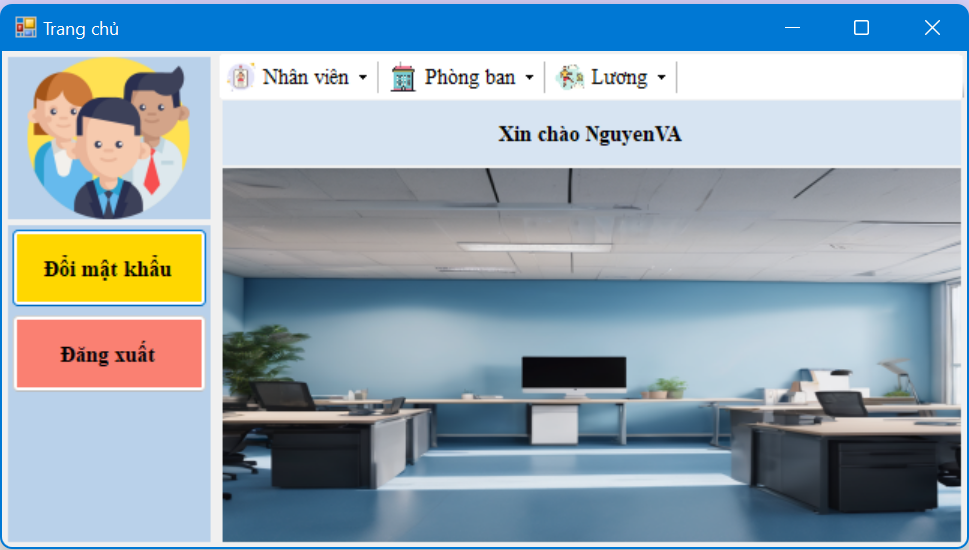 Trang chủ
Nhân viên
Phòng ban
Lương
Xin chào NguyenVA
Đổi mật khẩu
Đăng xuất